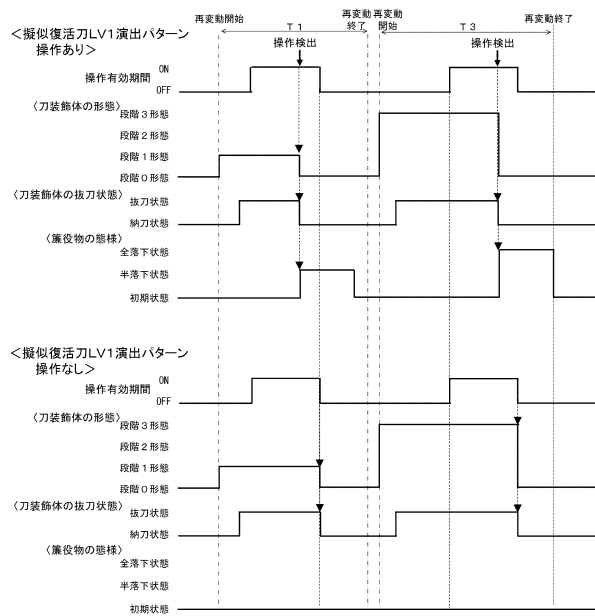 再変動開始
T1
再変動
終了
再変動
開始
T3
再変動終了
＜擬似復活刀LV1演出パターン
操作あり＞
操作検出
操作検出
操作有効期間
ON
OFF
〈刀装飾体の形態〉
段階3形態
段階2形態
段階1形態
段階0形態
〈刀装飾体の抜刀状態〉
抜刀状態
納刀状態
〈簾役物の態様〉
全落下状態
半落下状態
初期状態
＜擬似復活刀LV1演出パターン
操作なし＞
操作有効期間
ON
OFF
〈刀装飾体の形態〉
段階3形態
段階2形態
段階1形態
段階0形態
〈刀装飾体の抜刀状態〉
抜刀状態
納刀状態
〈簾役物の態様〉
全落下状態
半落下状態
初期状態